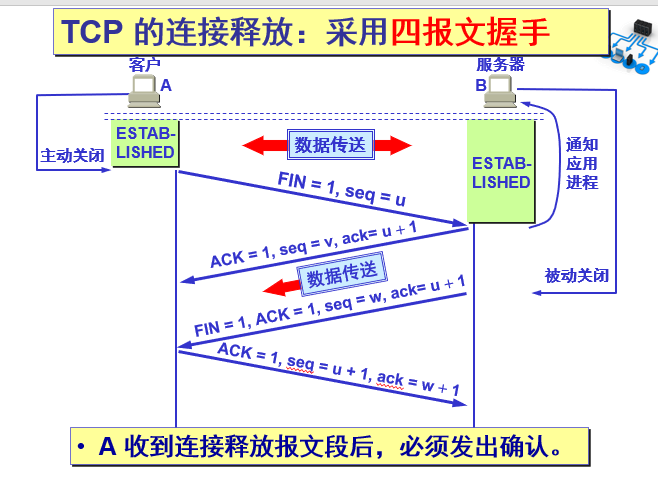 TCP 的连接释放：采用四报文握手
客户
A
服务器
B
ESTAB-
LISHED
主动关闭
数据传送
ESTAB-
LISHED
通知
应用
进程
FIN = 1, seq = u
ACK = 1, seq = v, ack= u + 1
数据传送
被动关闭
FIN = 1, ACK = 1, seq = w, ack= u + 1
ACK = 1, seq = u + 1, ack = w + 1
• A 收到连接释放报文段后，必须发出确认。